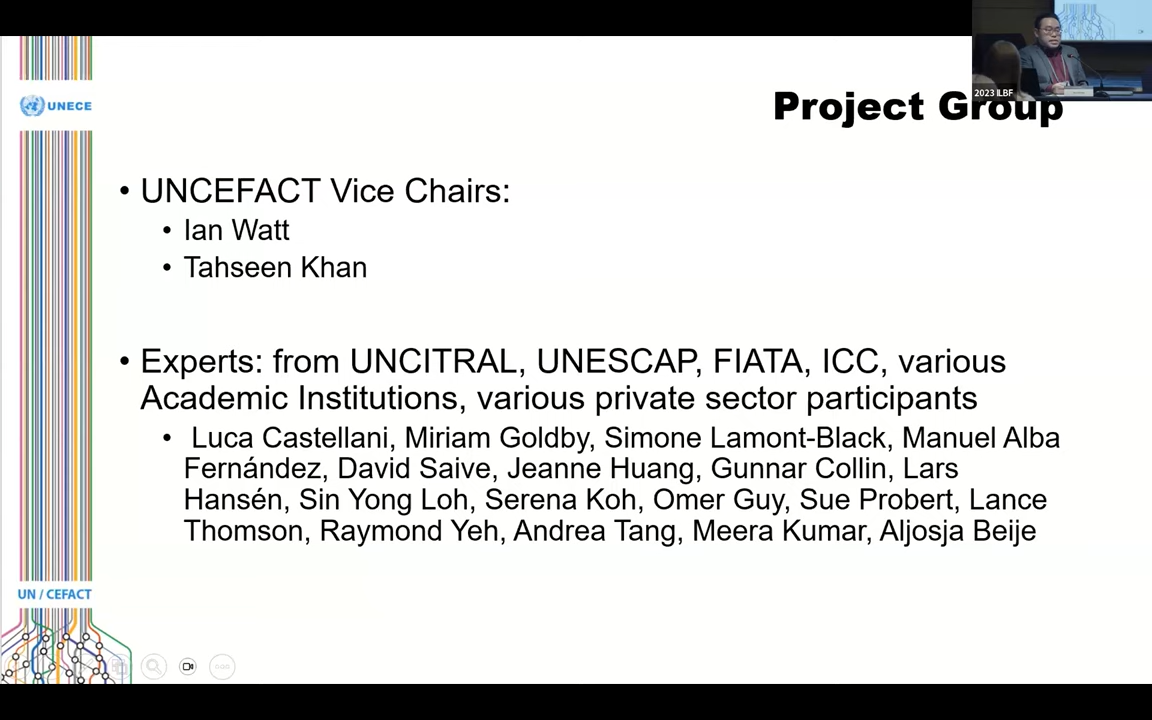 2023 ILBF
UNECE
Project Group
• UNCEFACT Vice Chairs:
• Ian Watt
• Tahseen Khan
• Experts: from UNCITRAL, UNESCAP, FIATA, ICC, various
Academic Institutions, various private sector participants
• Luca Castellani, Miriam Goldby, Simone Lamont-Black, Manuel Alba
Fernández, David Saive, Jeanne Huang, Gunnar Collin, Lars
Hansén, Sin Yong Loh, Serena Koh, Omer Guy, Sue Probert, Lance
Thomson, Raymond Yeh, Andrea Tang, Meera Kumar, Aljosja Beije
UN / CEFACT